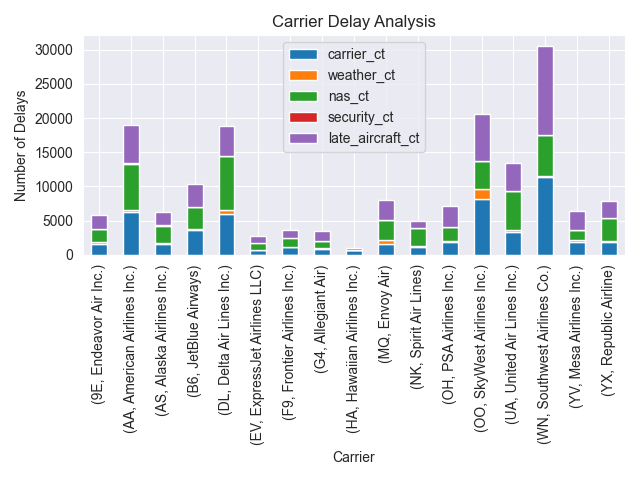 Carrier Delay Analysis
carrier_ct
weather_ct
nas_ct
security_ct
late_aircraft_ct
Number of Delays
30000
25000
20000
15000
10000
5000
0
(9E, Endeavor Air Inc.)
(AA, American Airlines Inc.)
(AS, Alaska Airlines Inc.)
(B6, JetBlue Airways)
(DL, Delta Air Lines Inc.)
(EV, ExpressJet Airlines LLC)
(F9, Frontier Airlines Inc.)
(G4, Allegiant Air)
(HA, Hawaiian Airlines Inc.)
(MQ, Envoy Air)
(NK, Spirit Air Lines)
(OH, PSA Airlines Inc.)
(OO, SkyWest Airlines Inc.)
(UA, United Air Lines Inc.)
(WN, Southwest Airlines Co.)
(YV, Mesa Airlines Inc.)
(YX, Republic Airline)
Carrier